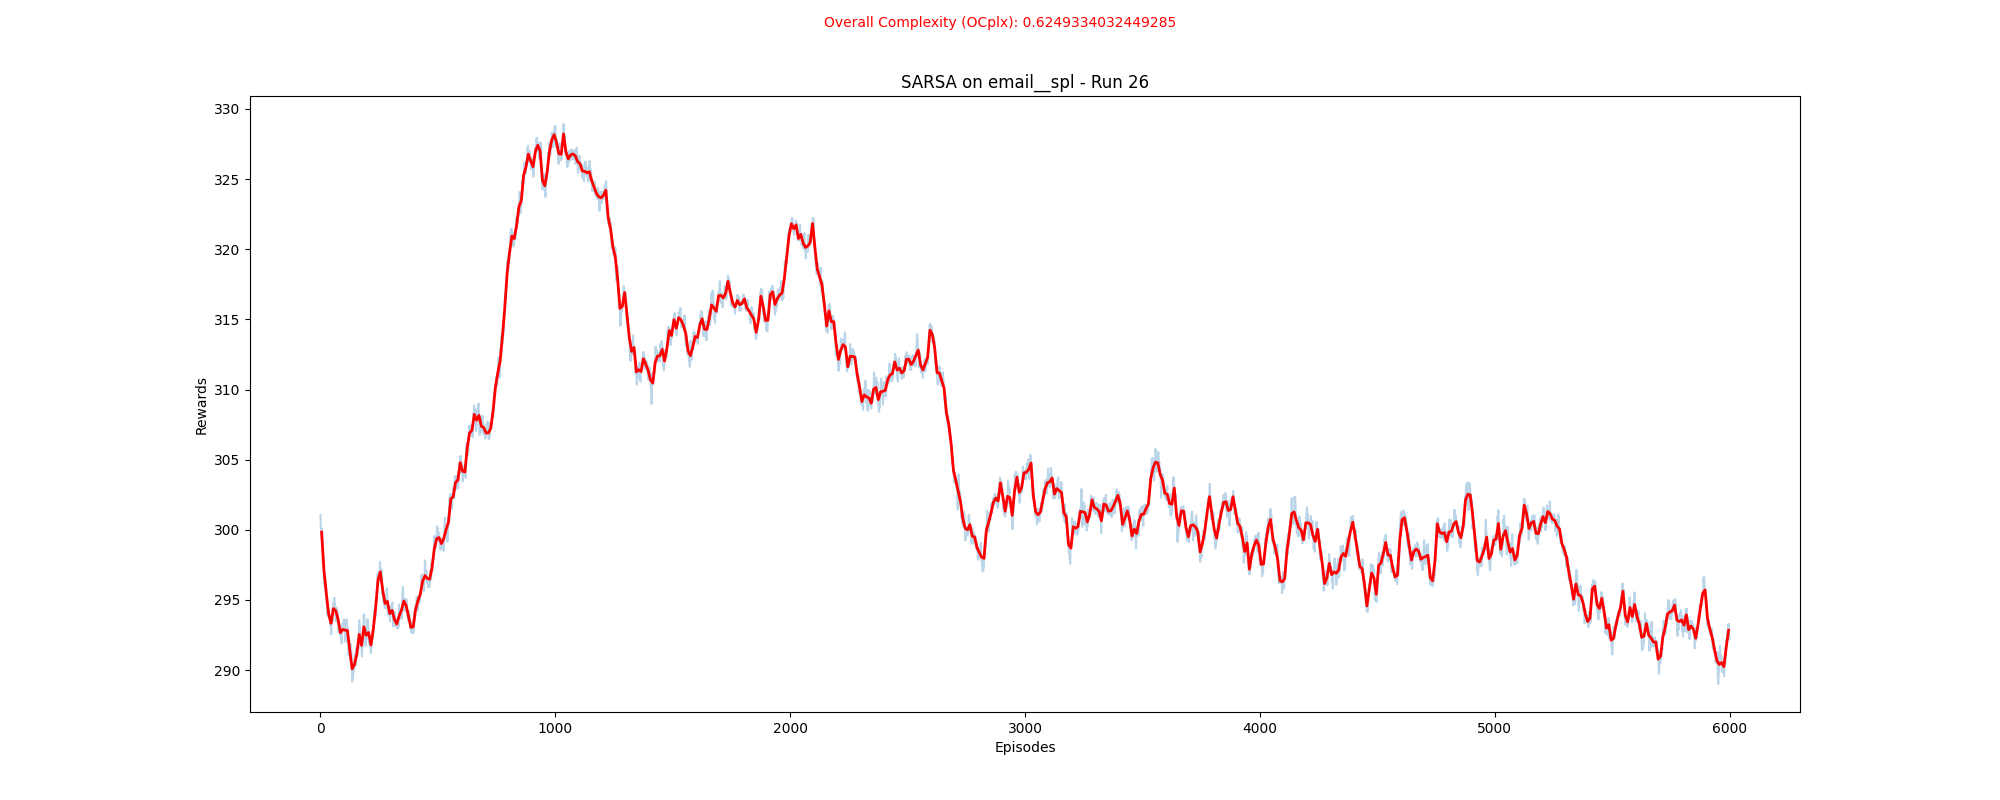 Overall Complexity (OCplx): 0.6249334032449285
SARSA on email__spl - Run 26
330
325
320
315
310
305
300
295
290
Rewards
0 1000 2000 3000 4000 5000 6000
Episodes